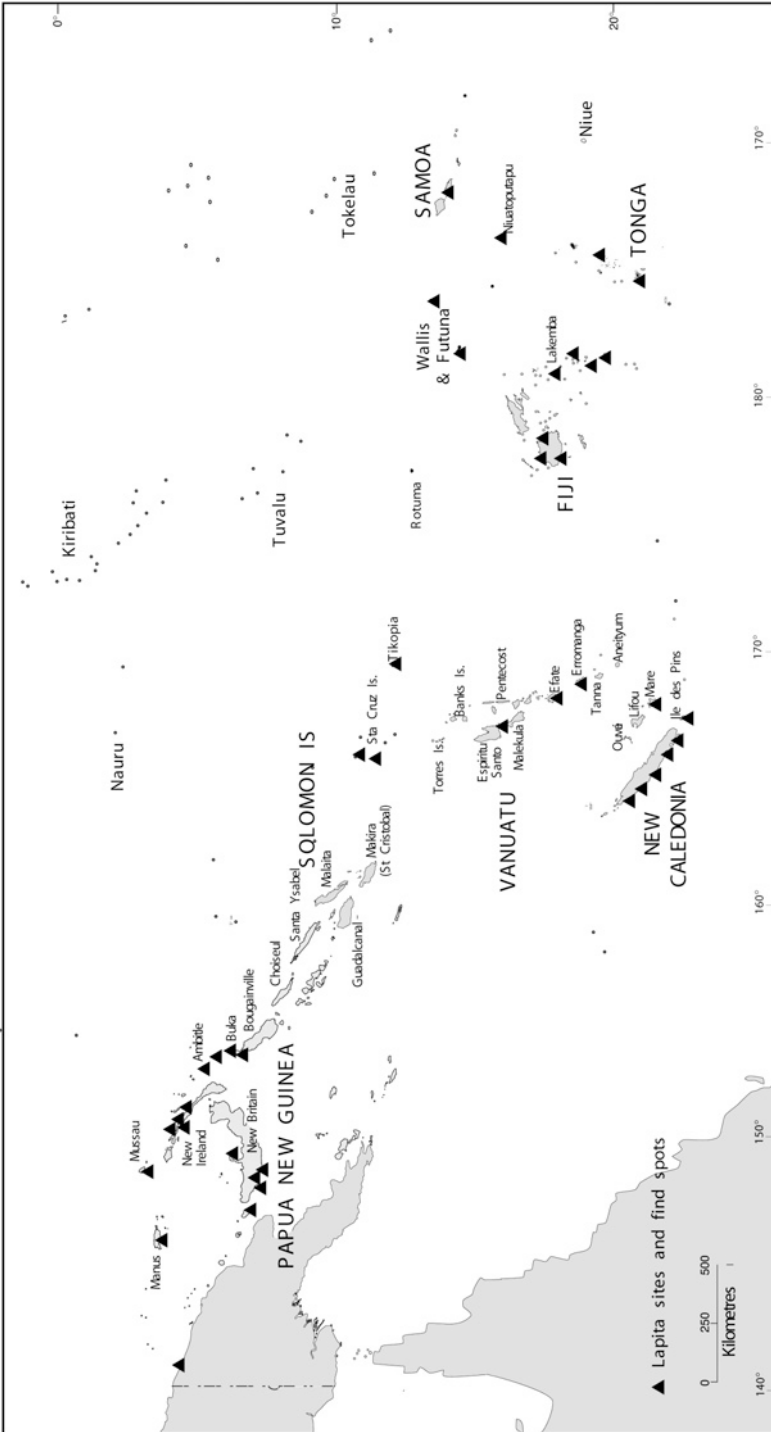 0°
10°
20°
140°
150°
160°
170°
180°
170°
Manus
Mussau
New
Ireland
Ambitle
Buka
Bougainville
New Britain
PAPUA NEW GUINEA
Choiseul
Santa Ysabel
Malaita
SQLOMON IS
Guadalcanal
Makira
(St Cristobal)
Sta Cruz Is.
Tikopia
Nauru
Kiribati
Tuvalu
Rotuma
Tokelau
Wallis
& Futuna
SAMOA
Niuatoputapu
Niue
TONGA
Lakemba
FIJI
Torres Is.
Banks Is.
Espiritu
Santo
Pentecost
Malekula
VANUATU
Efate
Erromanga
Tanna
Aneityum
Ouvé
Lifou
Mare
Ile des Pins
NEW
CALEDONIA
Lapita sites and find spots
0 250 500
Kilometres